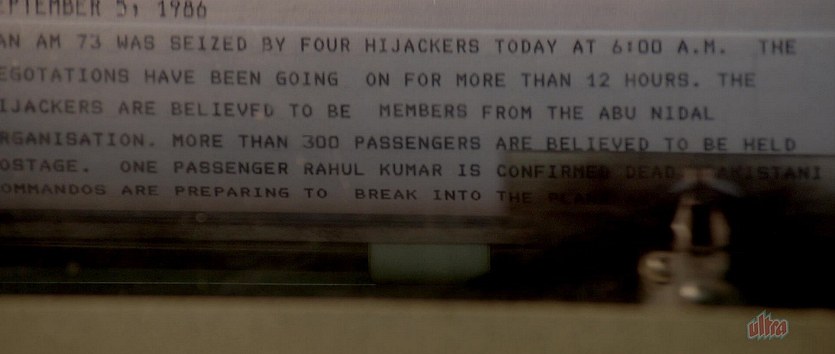 EPTEMBER 5, 1986
AN AM 73 WAS SEIZED BY FOUR HIJACKERS TODAY AT 6:00 A.M. THE
EGOTATIONS HAVE BEEN GOING ON FOR MORE THAN 12 HOURS. THE
IJACKERS ARE BELIEVED TO BE MEMBERS FROM THE ABU NIDAL
RGANISATION. MORE THAN 300 PASSENGERS ARE BELIEVED TO BE HELD
OSTAGE. ONE PASSENGER RAHUL KUMAR IS CONFIRMED DEAD. AKISTANI
OMMANDOS ARE PREPARING TO BREAK INTO THE
ultra